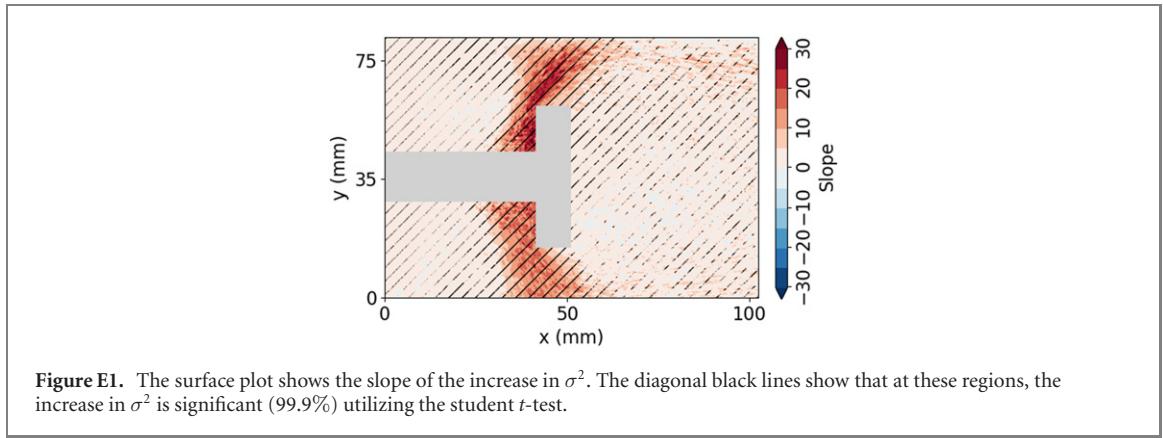 75
35
0
y (mm)
0
50
100
x (mm)
30
20
10
0
−10
−20
−30
Slope
Figure E1. The surface plot shows the slope of the increase in σ². The diagonal black lines show that at these regions, the
increase in σ² is significant (99.9%) utilizing the student t-test.